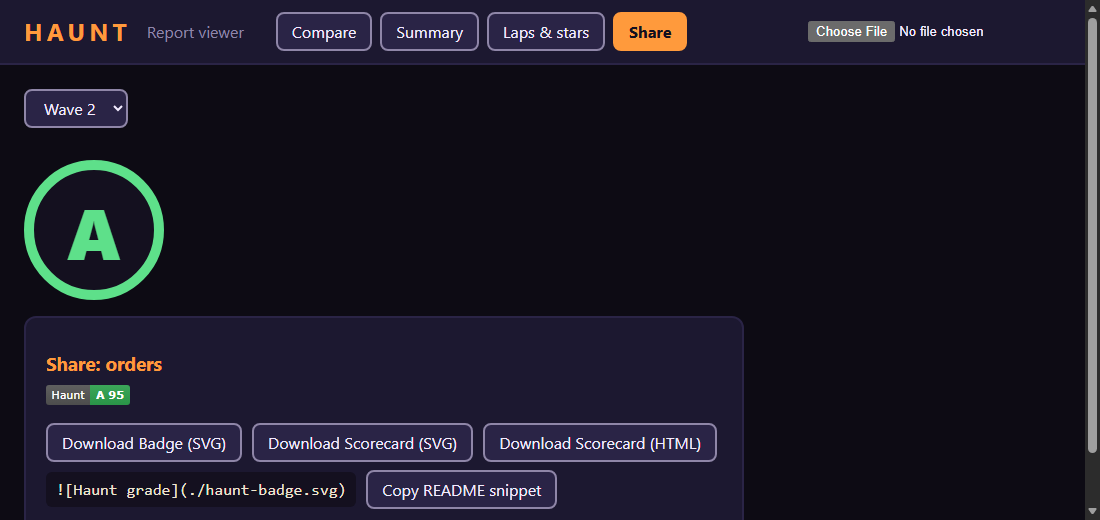 HAUNT Report viewer Compare Summary Laps & stars Share Choose File No file chosen
Wave 2
A
Share: orders
Haunt A 95
Download Badge (SVG) Download Scorecard (SVG) Download Scorecard (HTML)
![Haunt grade](./haunt-badge.svg) Copy README snippet